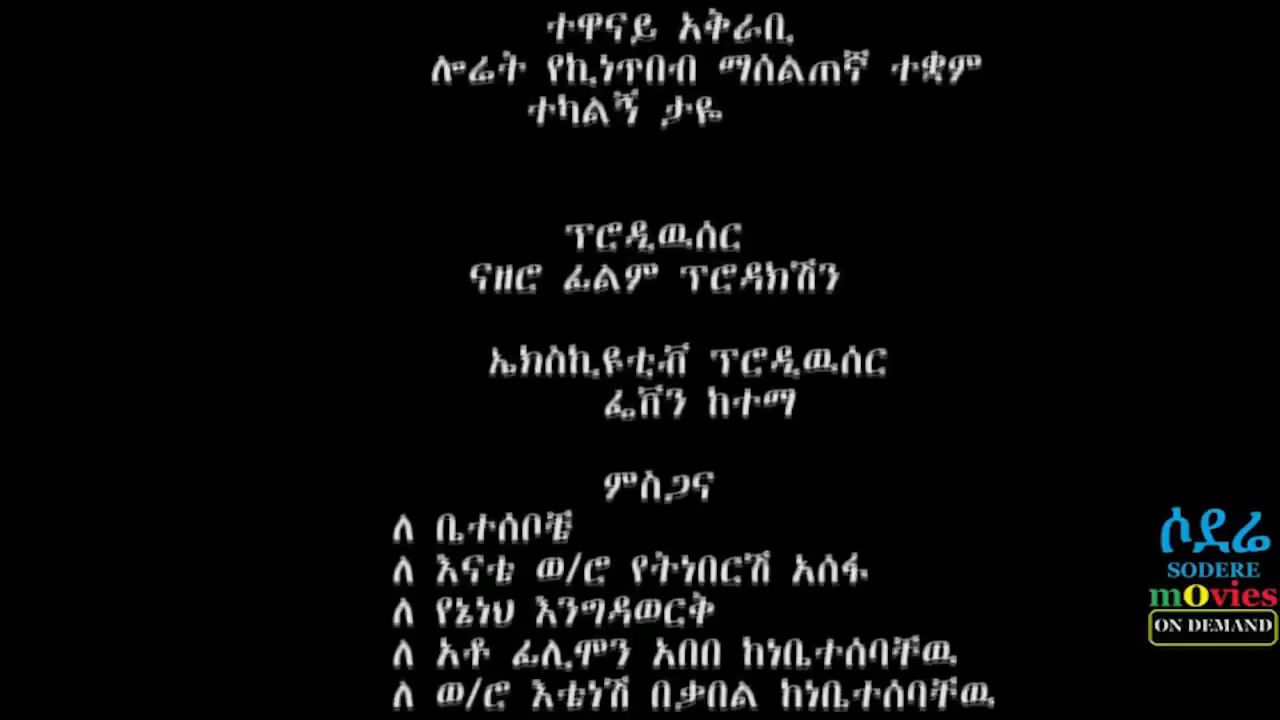 ተዋናይ አቅራቢ
ሎሬት የኪነጥበብ ማሰልጠኛ ተቋም
ተካልኝ ታዬ
ፕሮዲዉሰር
ናዘሮ ፊልም ፕሮዳክሽን
ኤክስኪዩቲቭ ፕሮዲዉሰር
ፌቨን ከተማ
ምስጋና
ለ ቤተሰቦቼ
ለ እናቴ ወ/ሮ የትነበርሽ አሰፋ
ለ የኔነህ እንግዳወርቅ
ለ አቶ ፊሊሞን አበበ ከነቤተሰባቸዉ
ለ ወ/ሮ እቴነሽ በቃበል ከነቤተሰባቸዉ
ሶደሬ
SODERE
mOvies
ON DEMAND